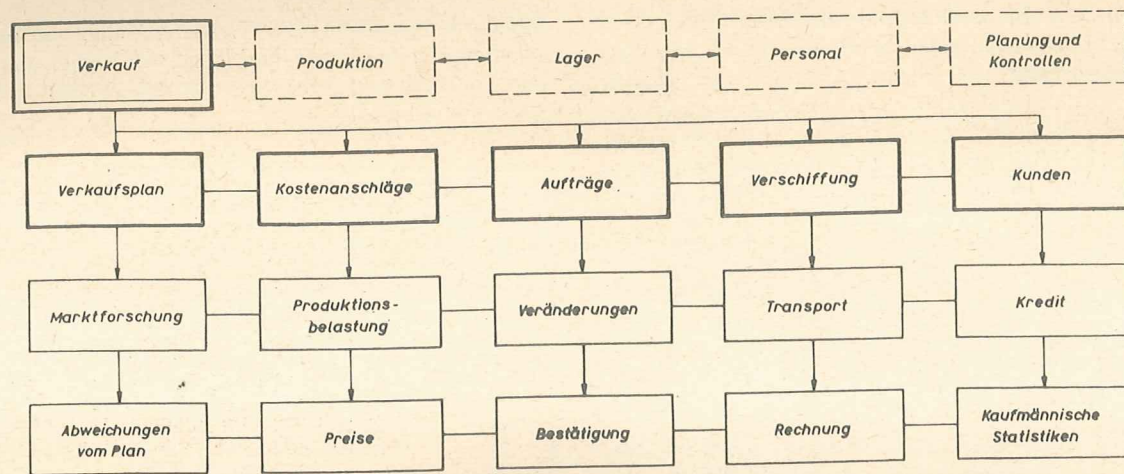 Verkauf
Produktion
Lager
Personal
Planung und
Kontrollen
Verkaufsplan
Kostenanschläge
Aufträge
Verschiffung
Kunden
Marktforschung
Produktions-
belastung
Veränderungen
Transport
Kredit
Abweichungen
vom Plan
Preise
Bestätigung
Rechnung
Kaufmännische
Statistiken